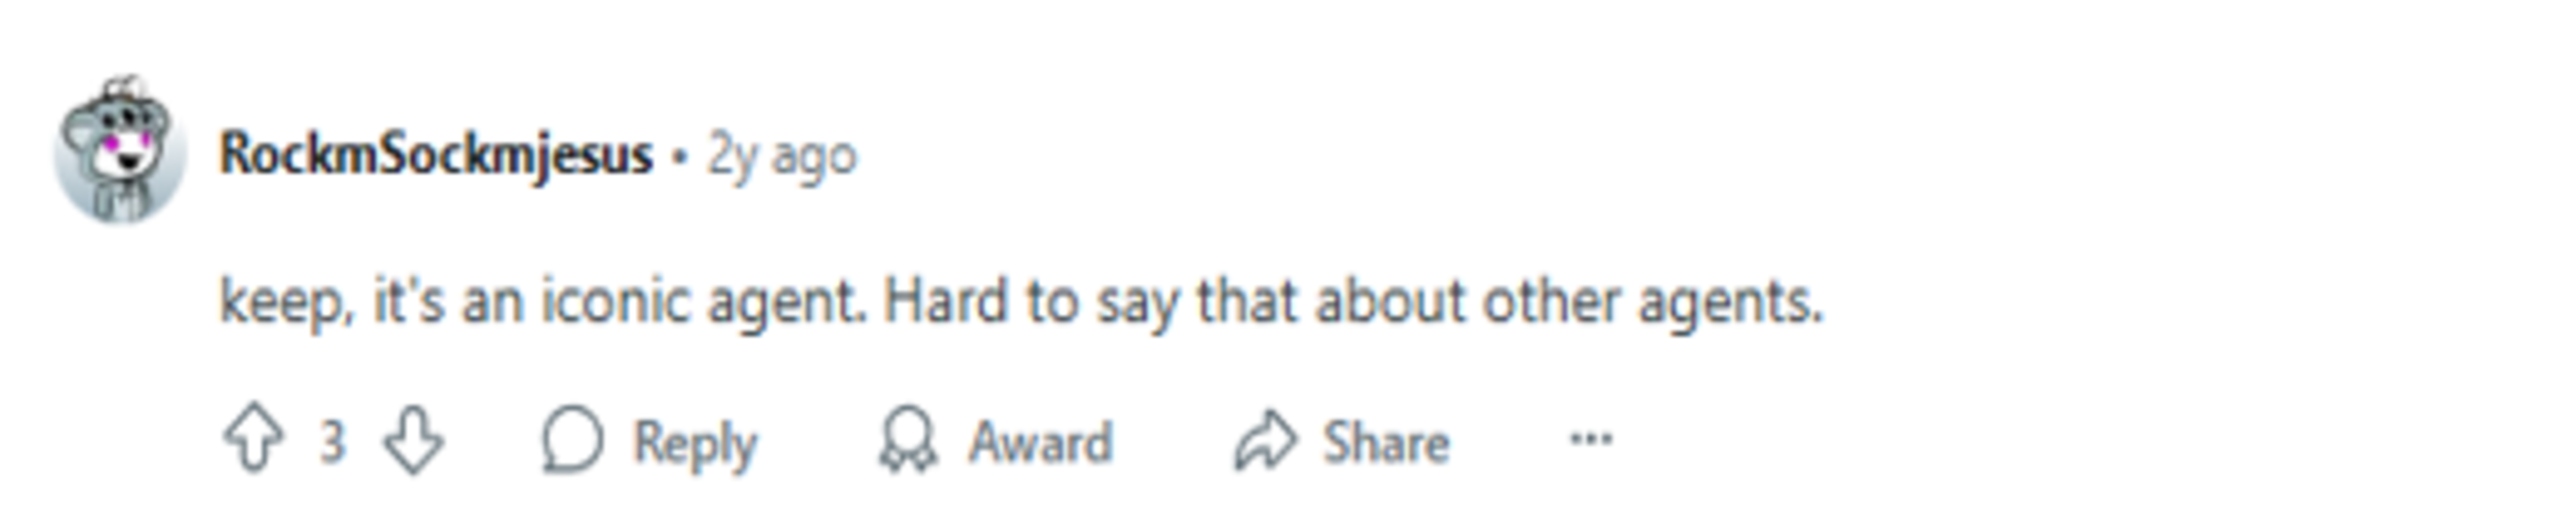 RockmSockmjesus • 2y ago
keep, it's an iconic agent. Hard to say that about other agents.
3 Reply Award Share ...